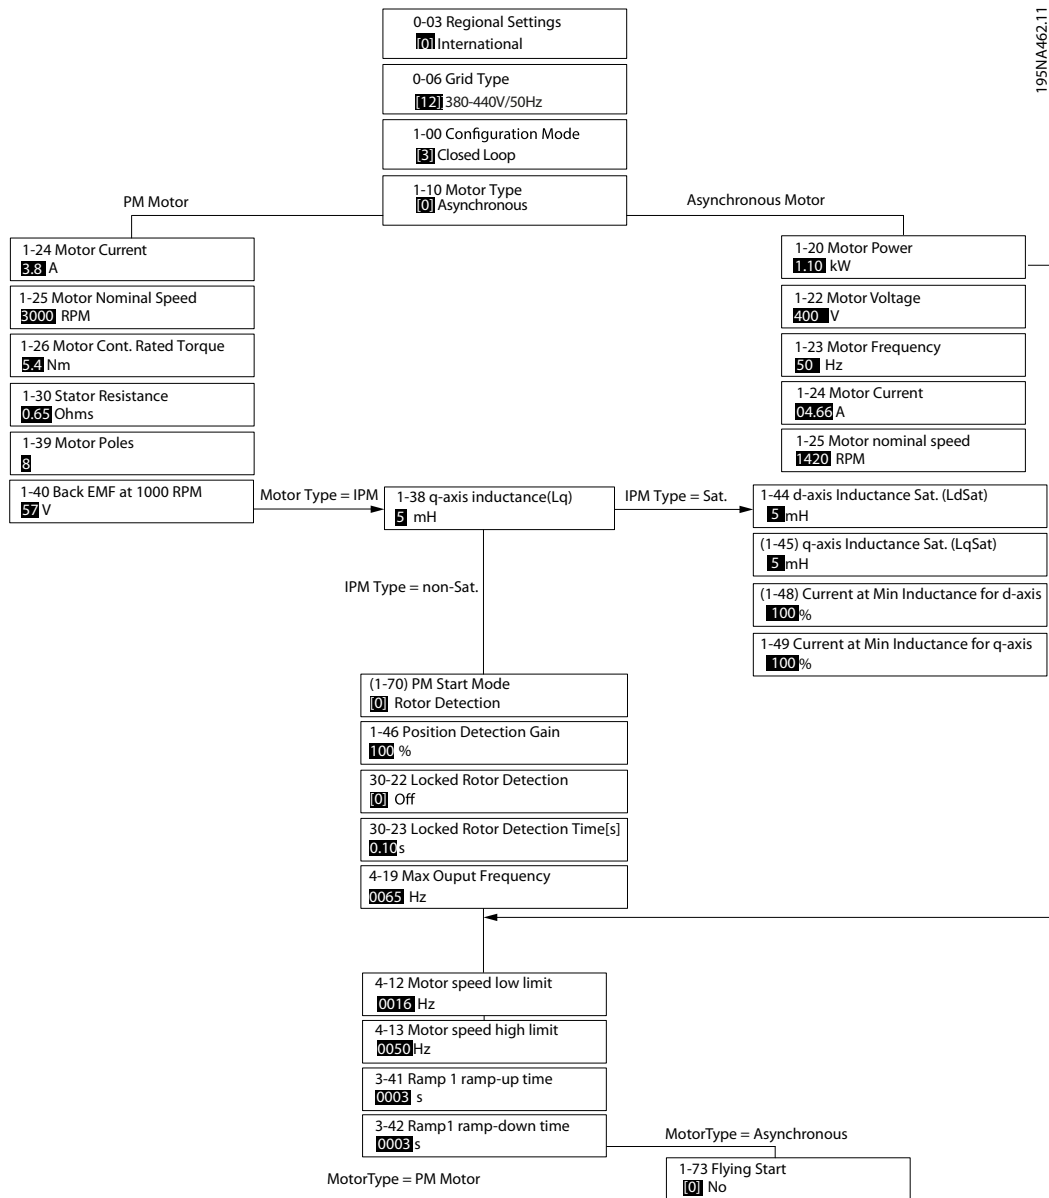 195NA462.11
0-03 Regional Settings
[0] International
0-06 Grid Type
[12] 380-440V/50Hz
1-00 Configuration Mode
[3] Closed Loop
1-10 Motor Type
[0] Asynchronous
PM Motor
Asynchronous Motor
1-24 Motor Current
3.8 A
1-25 Motor Nominal Speed
3000 RPM
1-26 Motor Cont. Rated Torque
5.4 Nm
1-30 Stator Resistance
0.65 Ohms
1-39 Motor Poles
8
1-40 Back EMF at 1000 RPM
57 V
1-20 Motor Power
1.10 kW
1-22 Motor Voltage
400 V
1-23 Motor Frequency
50 Hz
1-24 Motor Current
04.66 A
1-25 Motor nominal speed
1420 RPM
Motor Type = IPM
1-38 q-axis inductance(Lq)
5 mH
IPM Type = Sat.
1-44 d-axis Inductance Sat. (LdSat)
5 mH
(1-45) q-axis Inductance Sat. (LqSat)
5 mH
(1-48) Current at Min Inductance for d-axis
100 %
1-49 Current at Min Inductance for q-axis
100 %
IPM Type = non-Sat.
(1-70) PM Start Mode
[0] Rotor Detection
1-46 Position Detection Gain
100 %
30-22 Locked Rotor Detection
[0] Off
30-23 Locked Rotor Detection Time[s]
0.10 s
4-19 Max Ouput Frequency
0065 Hz
4-12 Motor speed low limit
0016 Hz
4-13 Motor speed high limit
0050 Hz
3-41 Ramp 1 ramp-up time
0003 s
3-42 Ramp1 ramp-down time
0003 s
MotorType = Asynchronous
MotorType = PM Motor
1-73 Flying Start
[0] No